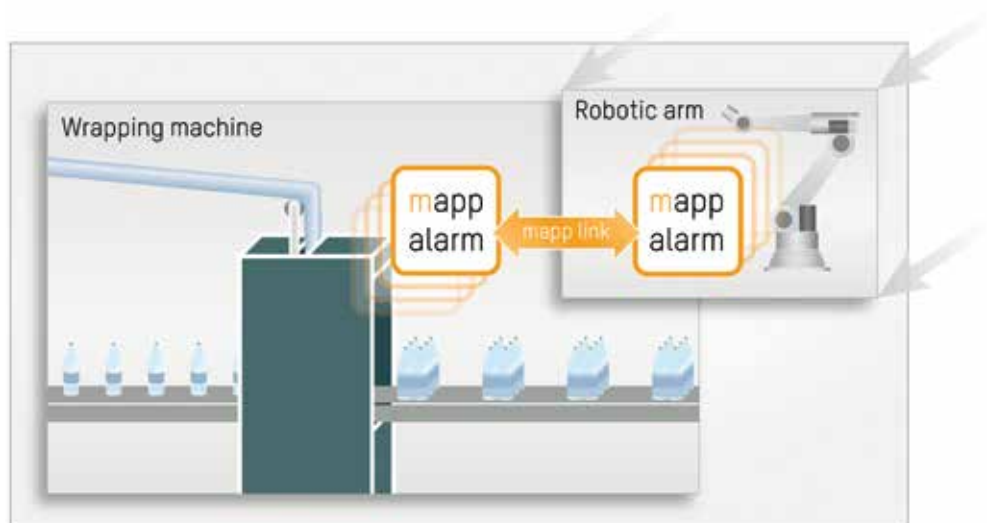 Wrapping machine
Robotic arm
mapp
alarm
mapp link
mapp
alarm